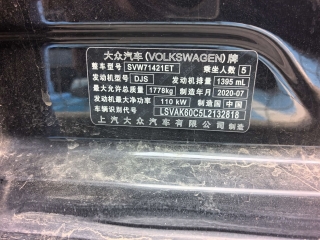 大众汽车(VOLKSWAGEN)牌
整车型号 SVW71421ET 乘坐人数 5
发动机型号 DJS 发动机排量 1395 mL
最大允许总质量 1778kg 制造年月 2020-07
发动机最大净功率 110 kW 制造国 中国
车辆识别代号 LSVAK60C5L2132818
上汽大众汽车有限公司制造